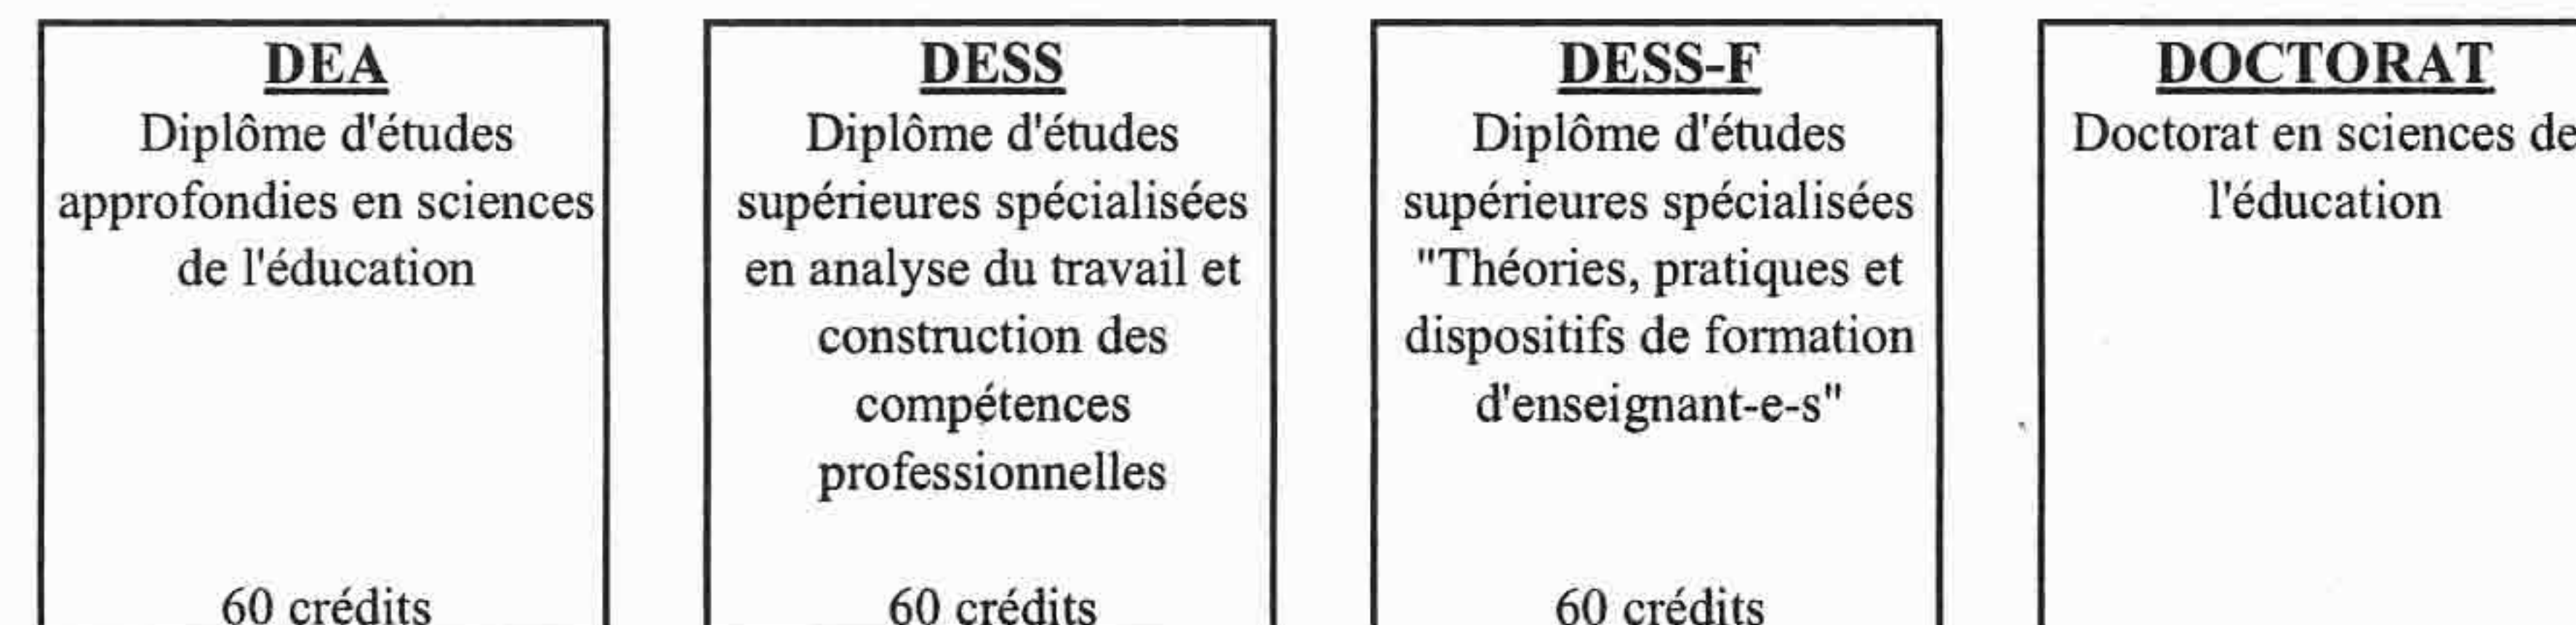 DEA
Diplôme d'études
approfondies en sciences
de l'éducation
60 crédits
DESS
Diplôme d'études
supérieures spécialisées
en analyse du travail et
construction des
compétences
professionnelles
60 crédits
DESS-F
Diplôme d'études
supérieures spécialisées
"Théories, pratiques et
dispositifs de formation
d'enseignant-e-s"
60 crédits
DOCTORAT
Doctorat en sciences de
l'éducation